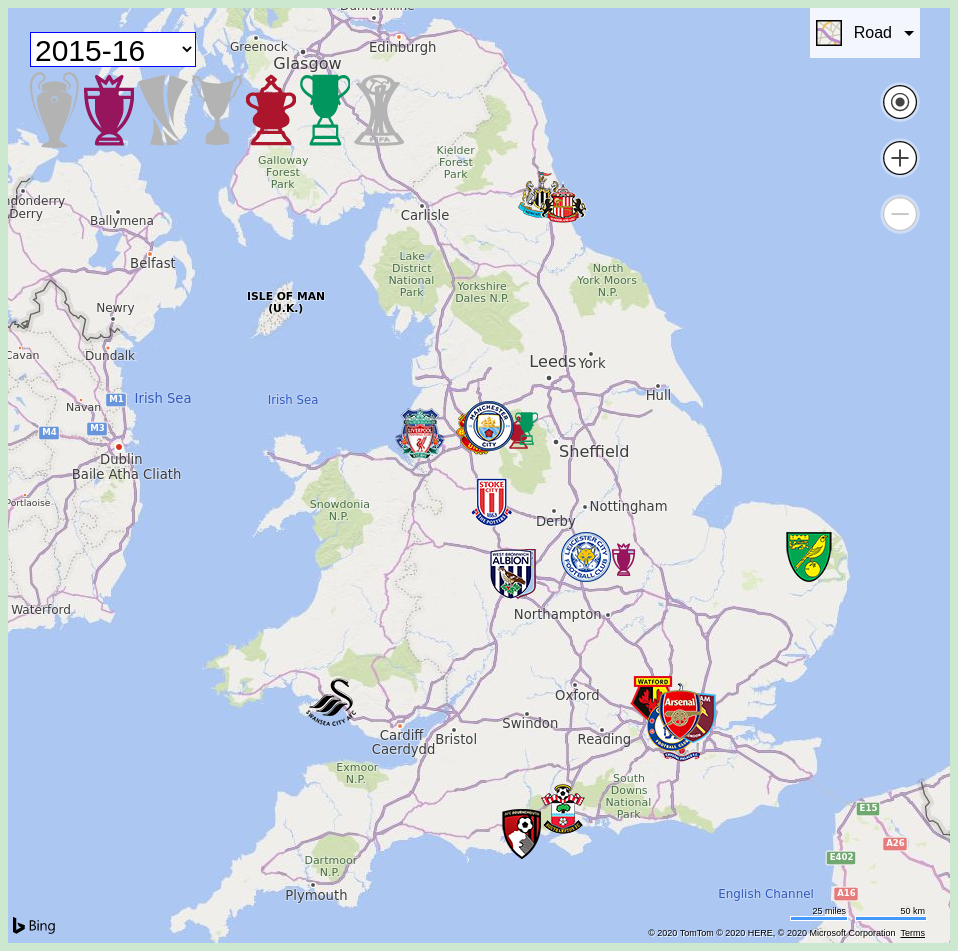 Dunfermline
2015-16
Road
Greenock
Edinburgh
Glasgow
FIFA
Kielder
Forest
Park
Galloway
Forest
Park
Derry
Carlisle
Ballymena
Belfast
Lake
District
National
Park
North
York Moors
N.P.
Yorkshire
Dales N.P.
ISLE OF MAN
(U.K.)
Newry
Cavan
Dundalk
Leeds
York
Hull
M1
Irish Sea
Irish Sea
Navan
M4
M3
MANCHESTER
CITY
LIVERPOOL
Dublin
Baile Atha Cliath
Sheffield
STOKE
CITY
1863
THE POTTERS
Snowdonia
N.P.
Portlaoise
Nottingham
Derby
LEICESTER CITY
FOOTBALL CLUB
WEST BROMWICH
ALBION
Waterford
Northampton
WATFORD
Oxford
Arsenal
SWANSEA CITY AFC
Swindon
Cardiff
Caerdydd
Bristol
Reading
Exmoor
N.P.
South
Downs
National
Park
E15
A26
E402
Dartmoor
N.P.
Plymouth
English Channel
A16
25 miles
50 km
Bing
© 2020 TomTom © 2020 HERE, © 2020 Microsoft Corporation Terms